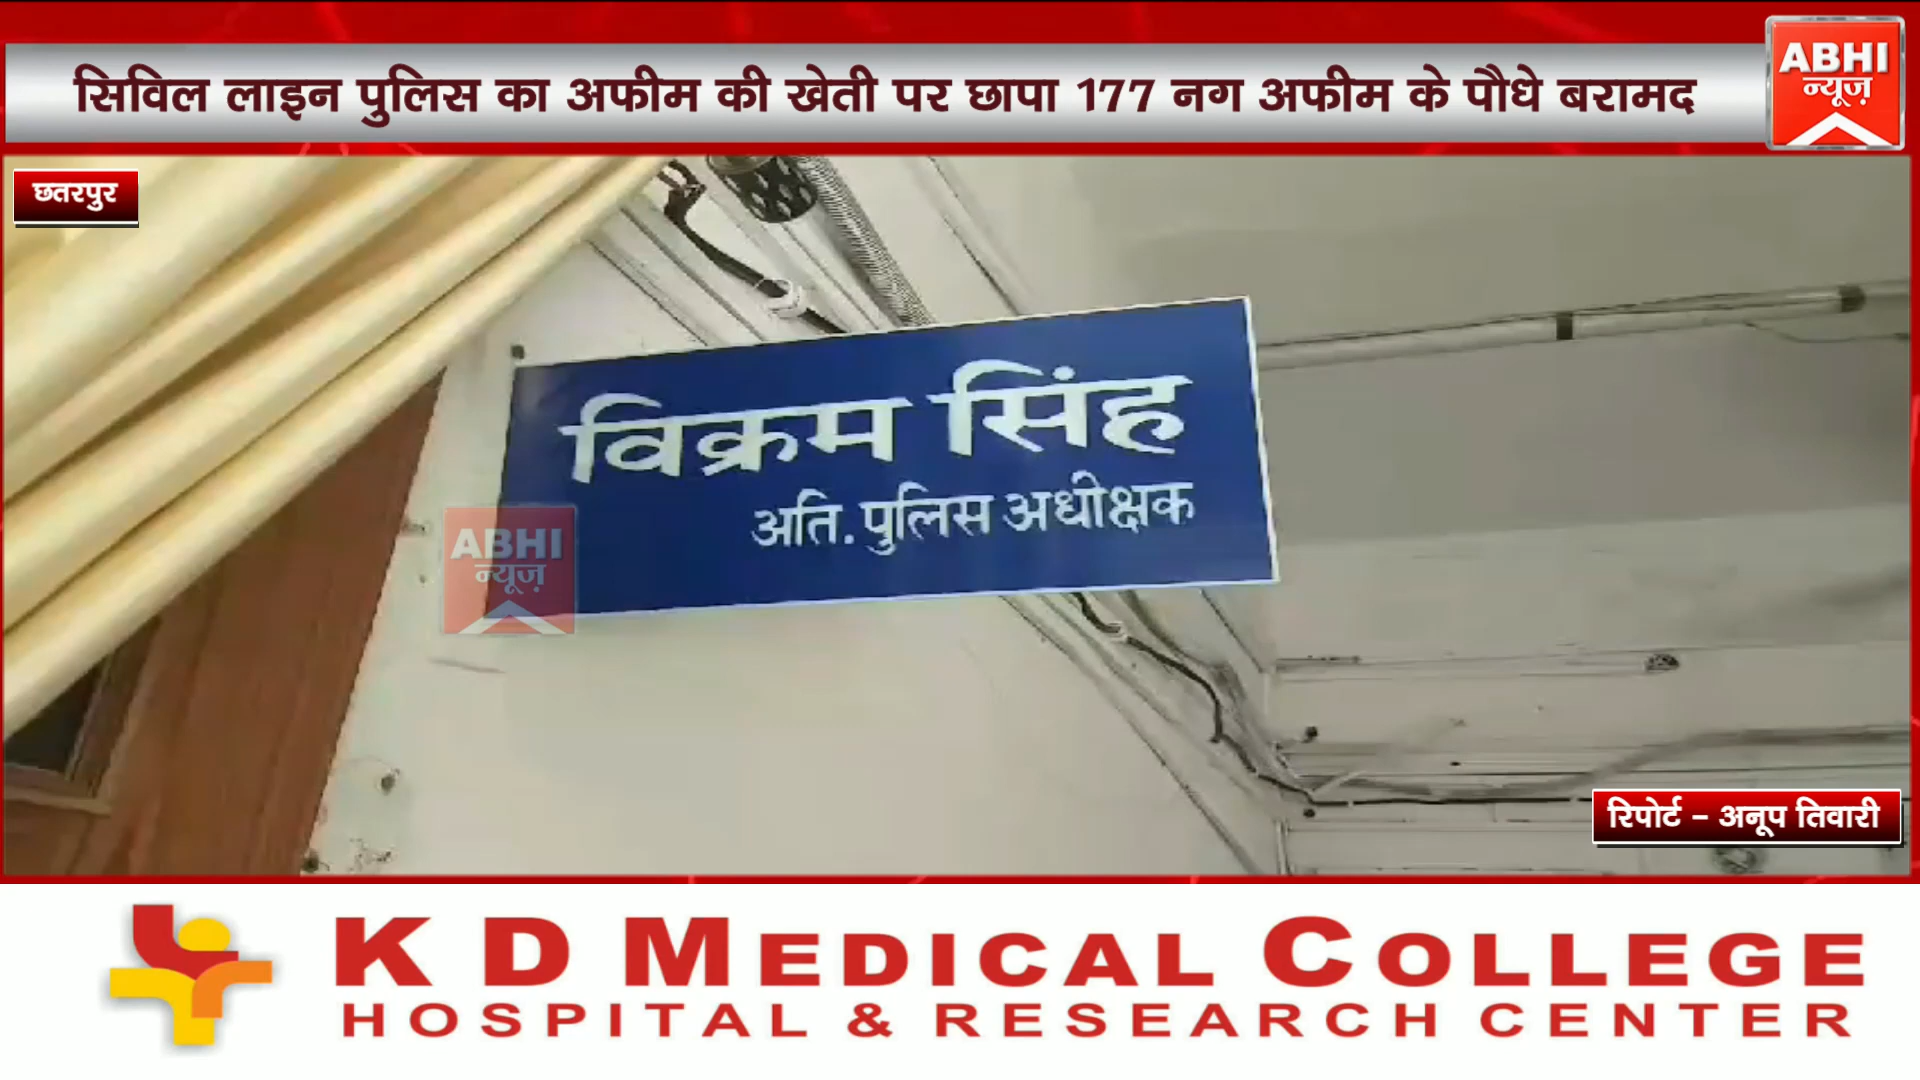 सिविल लाइन पुलिस का अफीम की खेती पर छापा 177 नग अफीम के पौधे बरामद
ABHI
न्यूज़
छतरपुर
विक्रम सिंह
अति. पुलिस अधीक्षक
ABHI
न्यूज़
रिपोर्ट - अनूप तिवारी
K D MEDICAL COLLEGE
HOSPITAL & RESEARCH CENTER